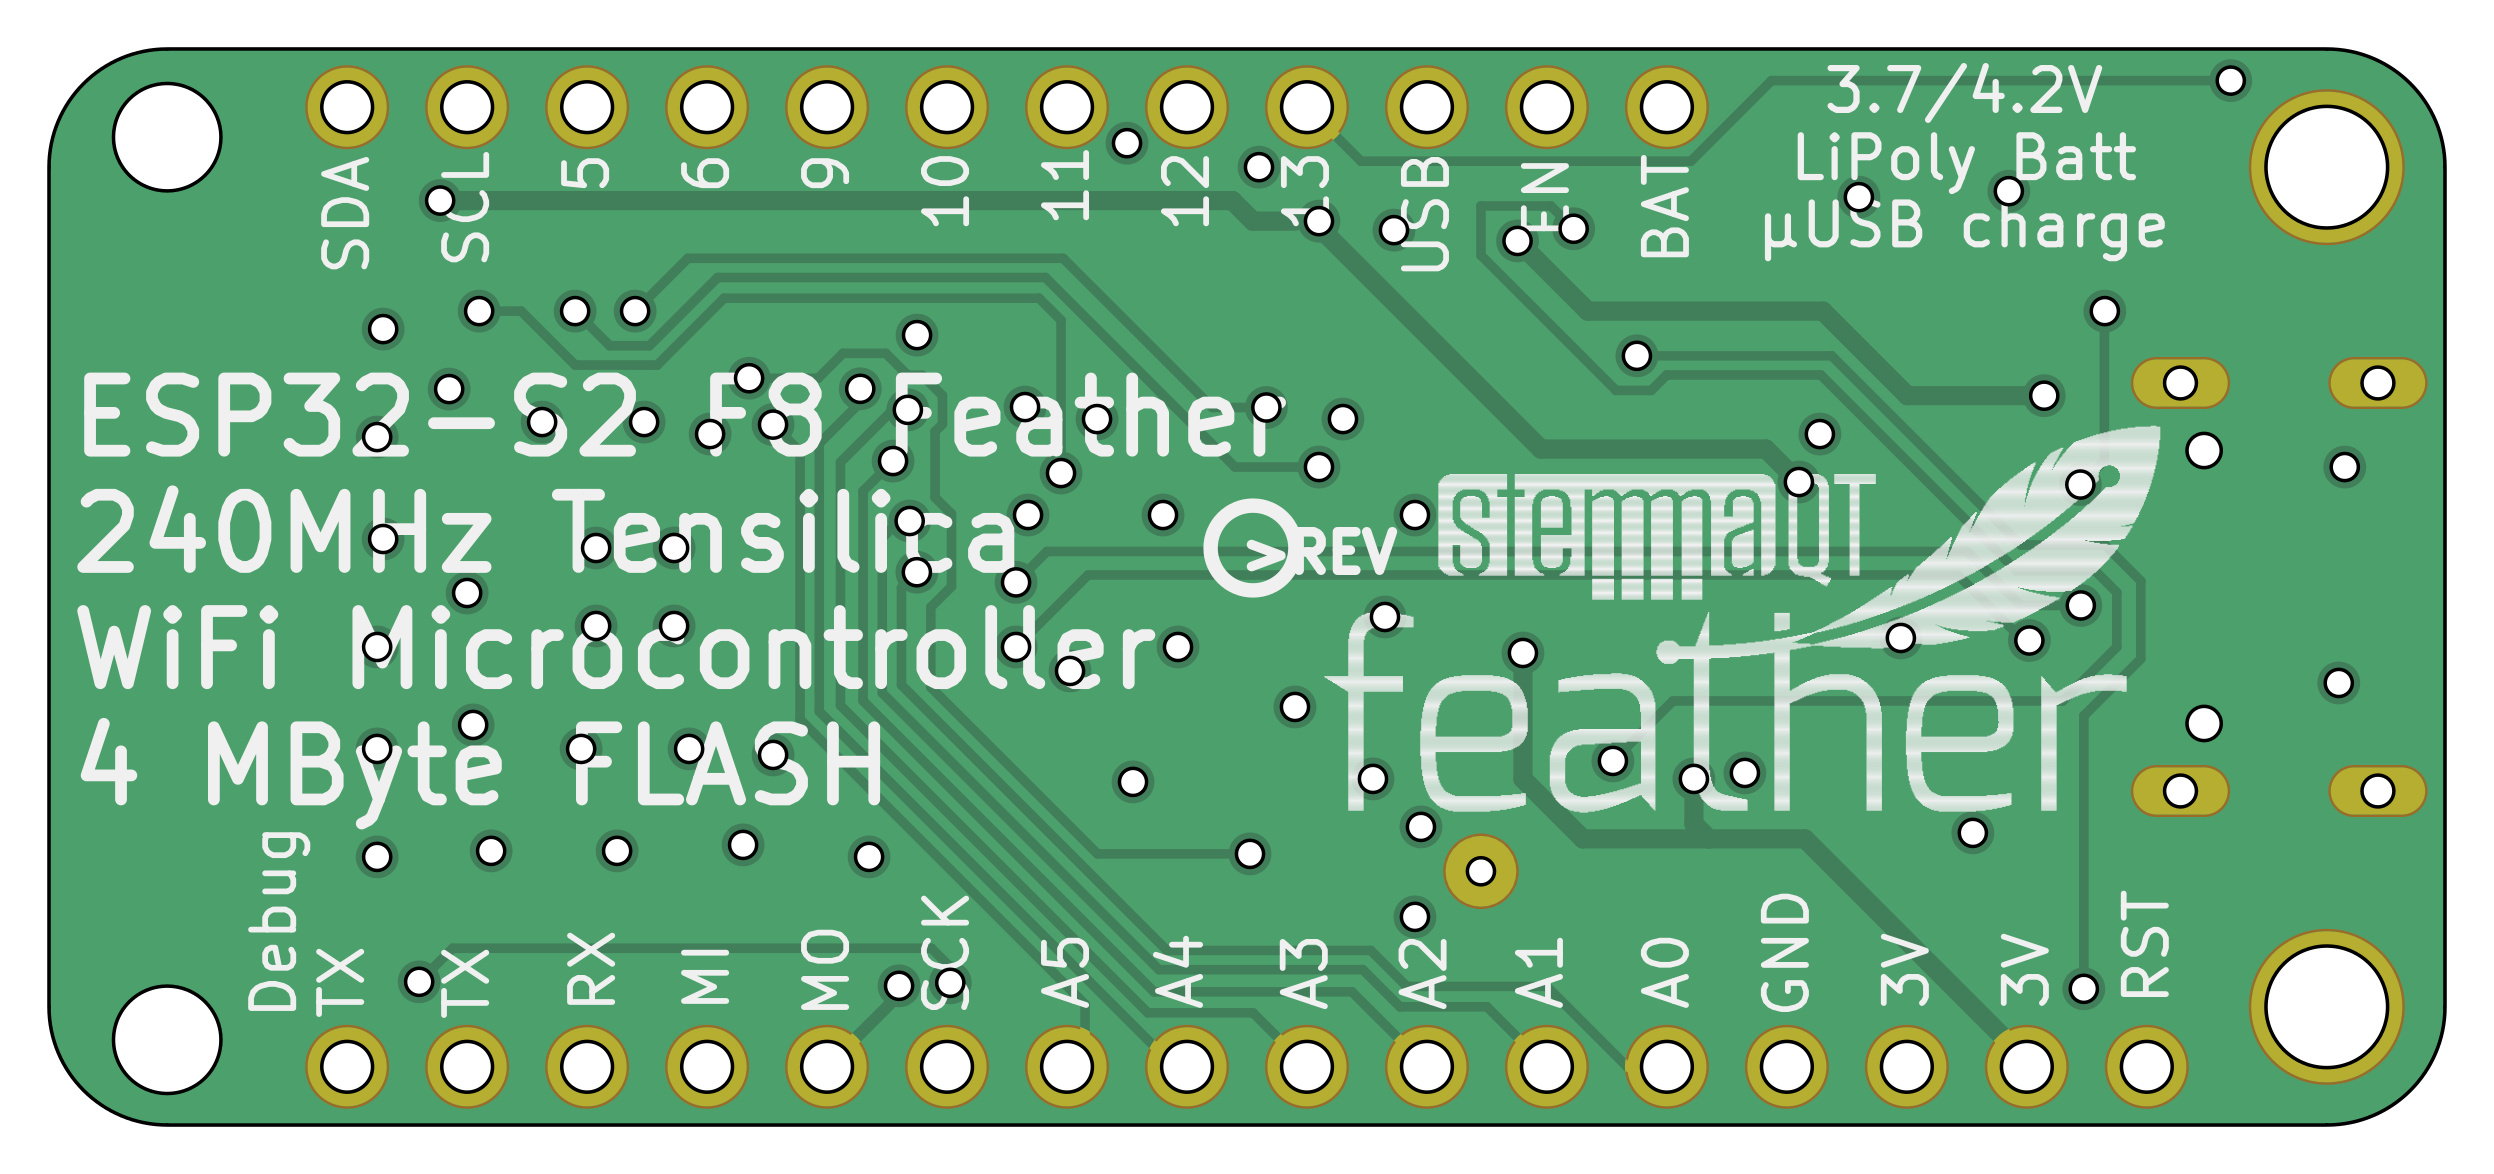 3.7/4.2V
LiPoly Batt
µUSB charge
SDA
SCL
5
6
9
10
11
12
13
USB
EN
BAT
ESP32-S2 F3 Feather
240MHz Tensilica
WiFi Microcontroller
4 MByte FLASH
> Rev
stemmaQT
feather
Debug
TX
TX
RX
MI
MO
SCK
A5
A4
A3
A2
A1
A0
GND
3V
3V
RST